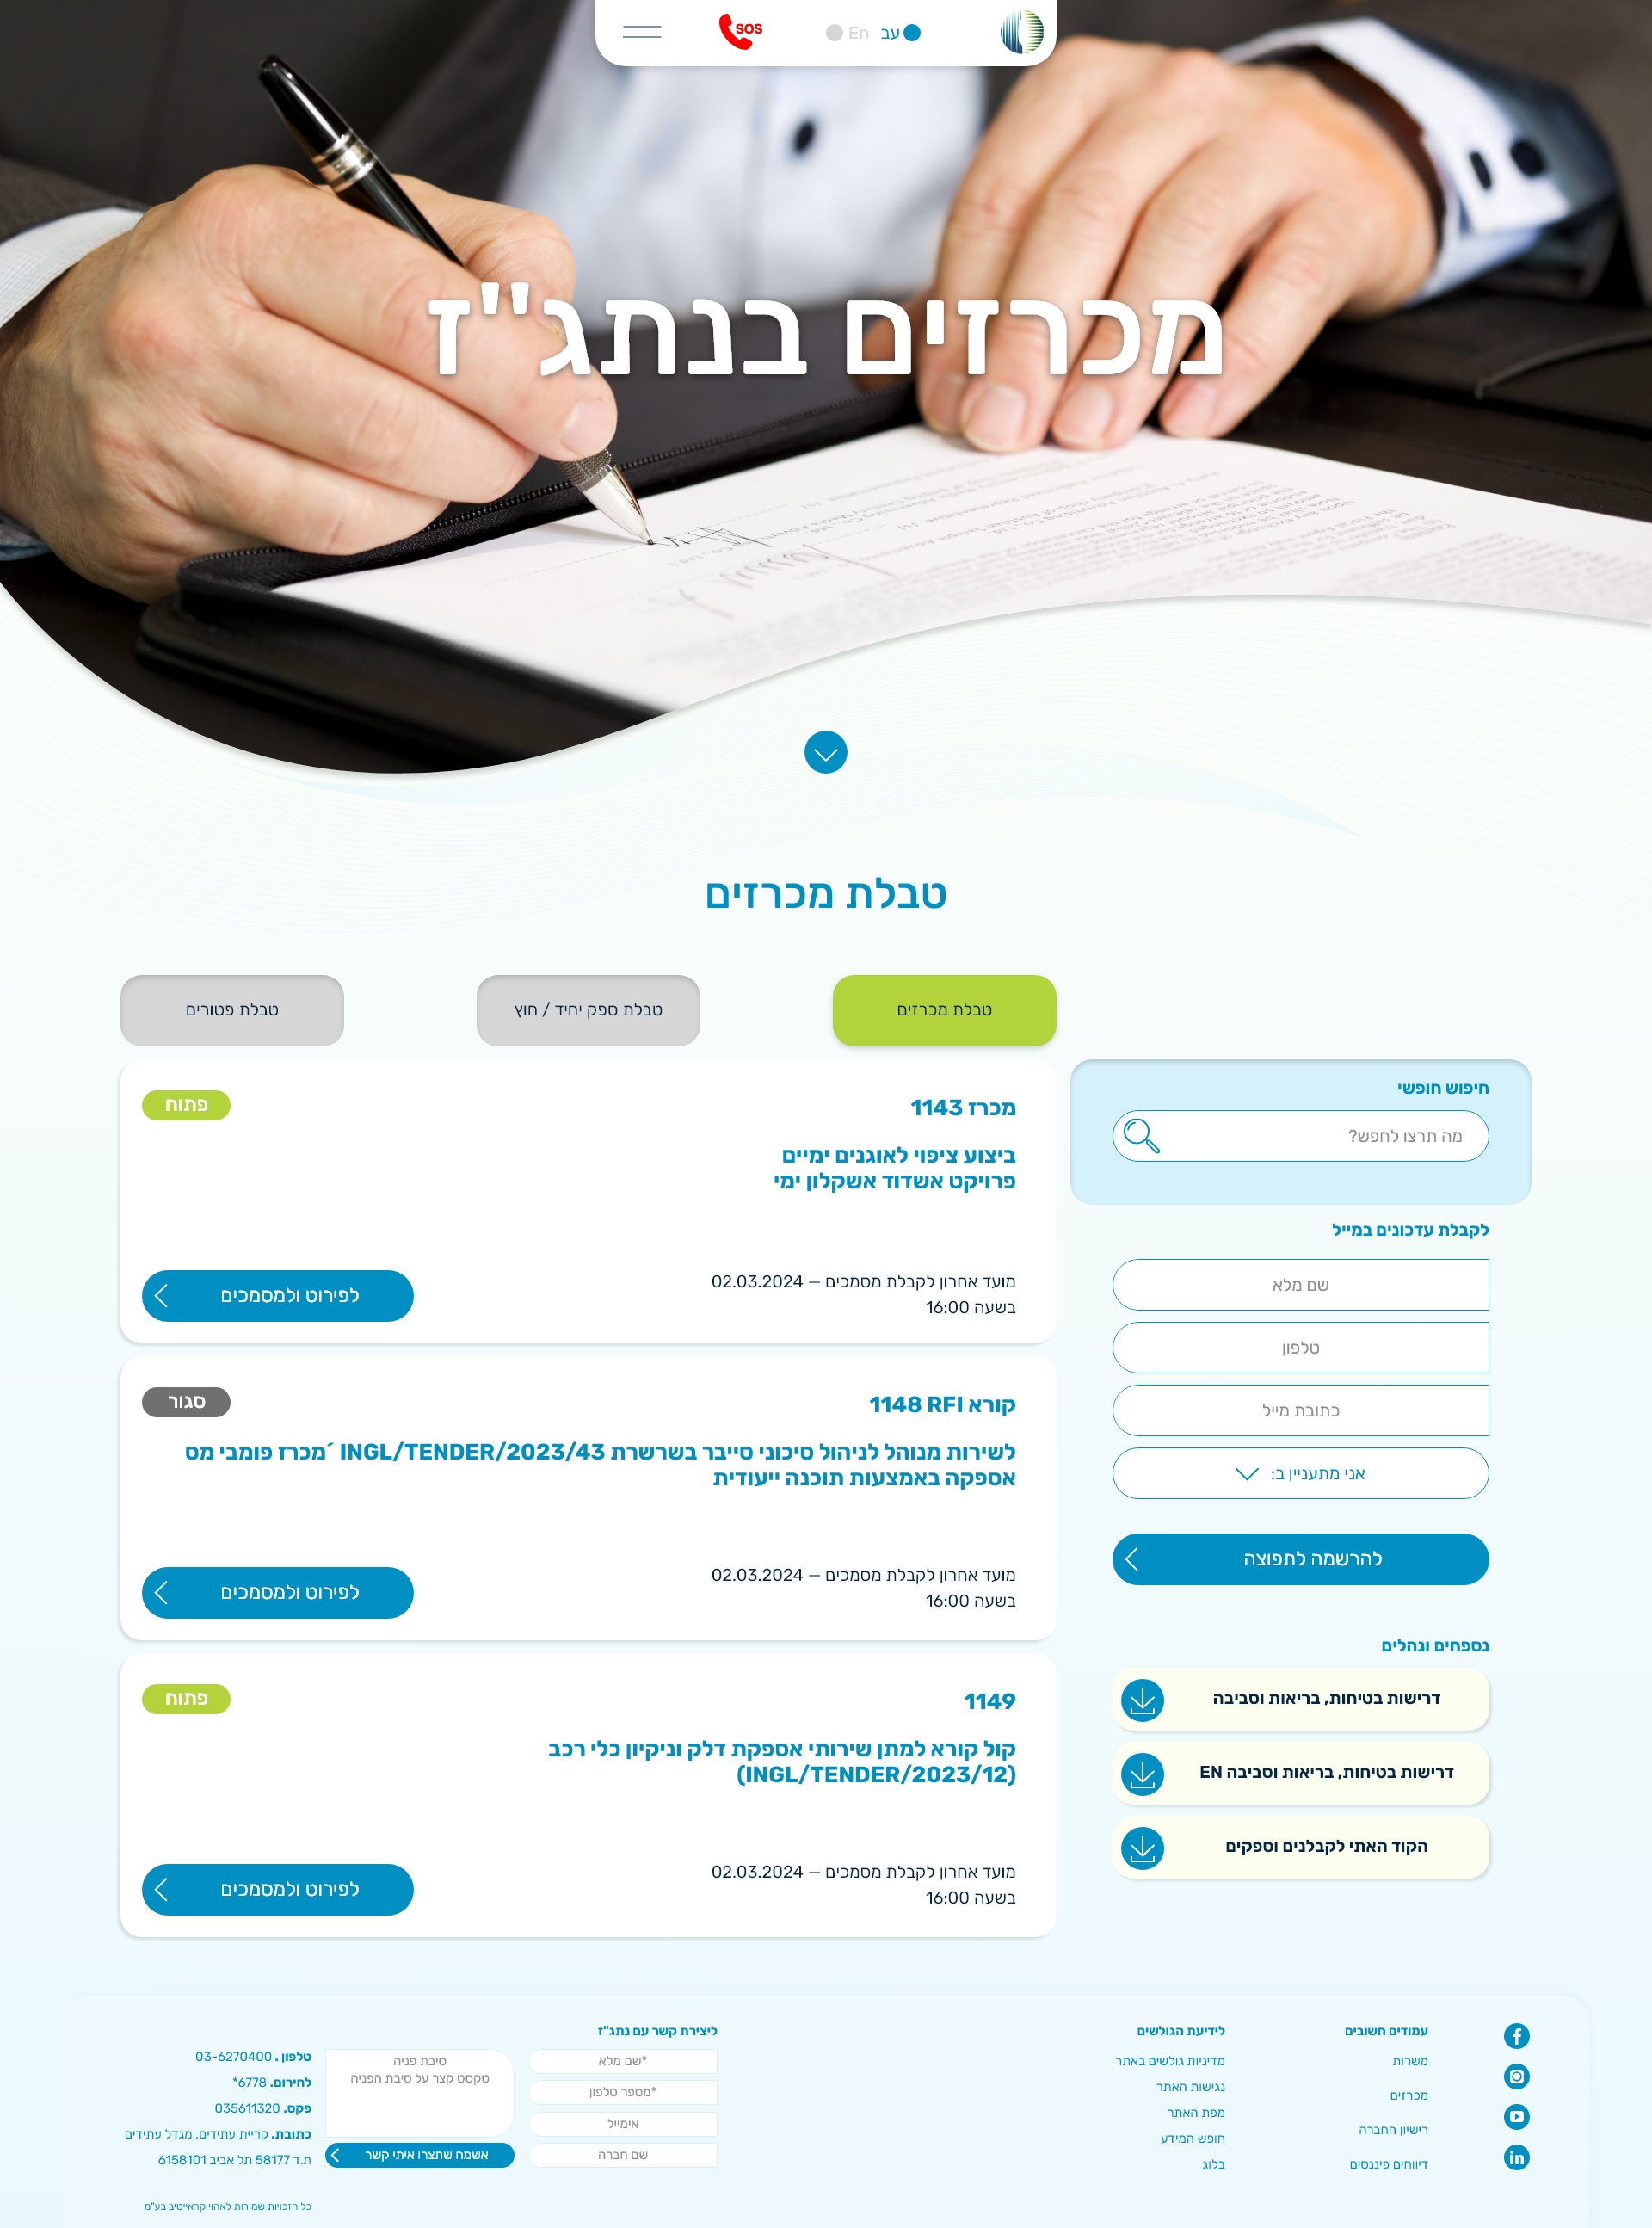 עב
En
SOS
מכרזים בנתג"ז
טבלת מכרזים
טבלת מכרזים
טבלת ספק יחיד / חוץ
טבלת פטורים
חיפוש חופשי
מה תרצו לחפש?
לקבלת עדכונים במייל
שם מלא
טלפון
כתובת מייל
אני מתעניין ב:
להרשמה לתפוצה
נספחים ונהלים
דרישות בטיחות, בריאות וסביבה
דרישות בטיחות, בריאות וסביבה EN
הקוד האתי לקבלנים וספקים
מכרז 1143
פתוח
ביצוע ציפוי לאוגנים ימיים
פרויקט אשדוד אשקלון ימי
מועד אחרון לקבלת מסמכים – 02.03.2024
בשעה 16:00
לפירוט ולמסמכים
קורא RFI 1148
סגור
לשירות מנוהל לניהול סיכוני סייבר בשרשרת INGL/TENDER/2023/43 ´מכרז פומבי מס
אספקה באמצעות תוכנה ייעודית
מועד אחרון לקבלת מסמכים – 02.03.2024
בשעה 16:00
לפירוט ולמסמכים
1149
פתוח
קול קורא למתן שירותי אספקת דלק וניקיון כלי רכב
(INGL/TENDER/2023/12)
מועד אחרון לקבלת מסמכים – 02.03.2024
בשעה 16:00
לפירוט ולמסמכים
עמודים חשובים
משרות
מכרזים
רישיון החברה
דיווחים פיננסים
לידיעת הגולשים
מדיניות גולשים באתר
נגישות האתר
מפת האתר
חופש המידע
בלוג
ליצירת קשר עם נתג"ז
*שם מלא
*מספר טלפון
אימייל
שם חברה
סיבת פניה
טקסט קצר על סיבת הפניה
אשמח שתצרו איתי קשר
טלפון . 03-6270400
לחירום. 6778*
פקס. 035611320
כתובת. קריית עתידים, מגדל עתידים
ת.ד 58177 תל אביב 6158101
כל הזכויות שמורות לאהוי קראייטיב בע"מ